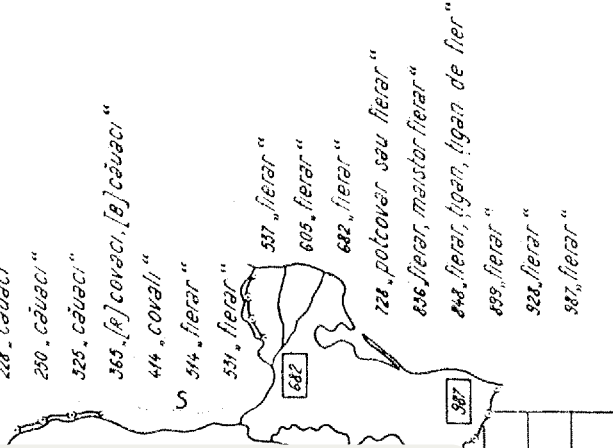 228 „căuaci“
250 „căuaci“
325 „căuaci“
365 „[R] covaci, [B] căuaci“
414 „covali“
514 „fierar“
531 „fierar“
537 „fierar“
605 „fierar“
682 „fierar“
728 „potcovar sau fierar“
836 „fierar, maistor fierar“
848 „fierar, țigan, țigan de fier“
899 „fierar“
928 „fierar“
987 „fierar“
S
682
987